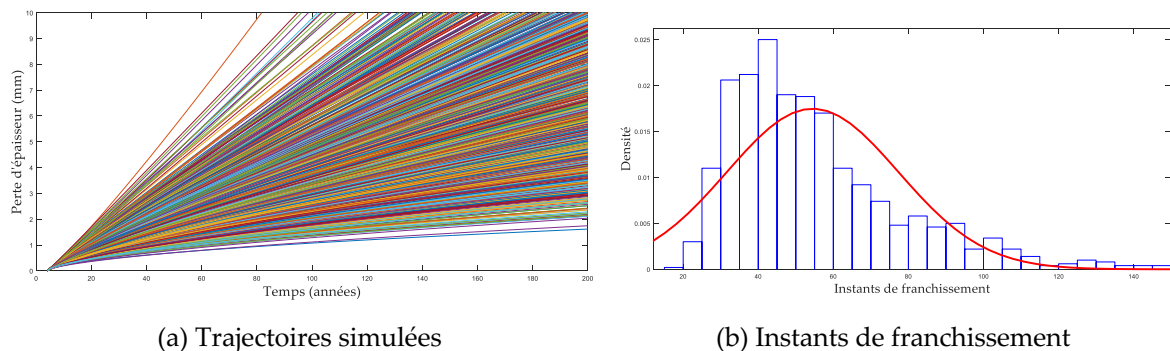 10
9
8
7
6
5
4
3
2
1
0
Perte d'épaisseur (mm)
0 20 40 60 80 100 120 140 160 180 200
Temps (années)
(a) Trajectoires simulées
0.025
0.02
0.015
0.01
0.005
0
Densité
20 40 60 80 100 120 140
Instants de franchissement
(b) Instants de franchissement